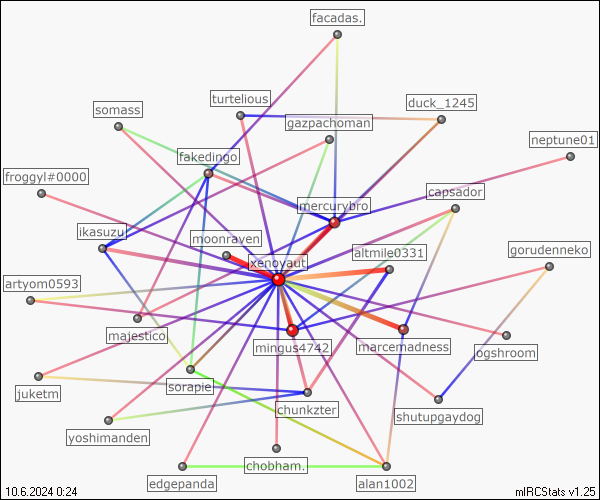 facadas.
turtelious
duck_1245
somass
gazpachoman
neptune01
fakedingo
froggyl#0000
capsador
mercurybro
ikasuzu
moonraven
altmile0331
gorudenneko
xenoyaut
artyom0593
majestico
mingus4742
marcemadness
ogshroom
juketm
sorapie
chunkzter
shutupgaydog
yoshimanden
chobham.
edgepanda
alan1002
10.6.2024 0:24
mIRCStats v1.25